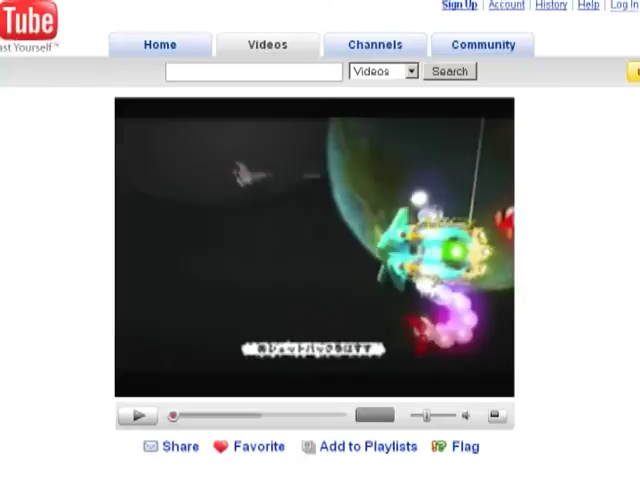 Tube
ast Yourself™
Sign Up | Account | History | Help | Log In
Home
Videos
Channels
Community
Videos
Search
Share
Favorite
Add to Playlists
Flag